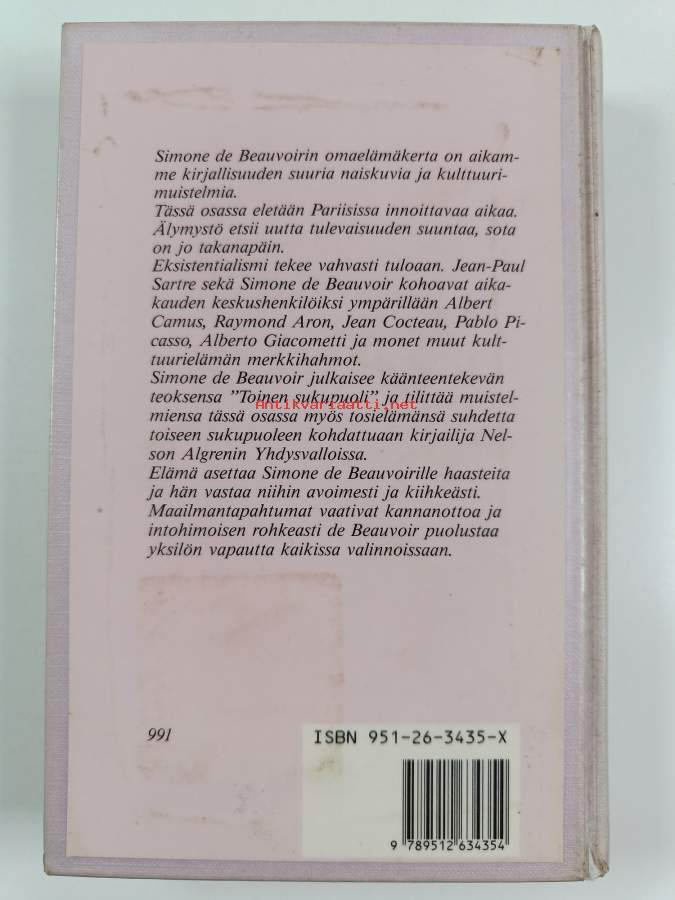 Simone de Beauvoirin omaelämäkerta on aikam-
me kirjallisuuden suuria naiskuvia ja kulttuuri-
muistelmia.
Tässä osassa eletään Pariisissa innoittavaa aikaa.
Älymystö etsii uutta tulevaisuuden suuntaa, sota
on jo takanapäin.
Eksistentialismi tekee vahvasti tuloaan. Jean-Paul
Sartre sekä Simone de Beauvoir kohoavat aika-
kauden keskushenkilöiksi ympärillään Albert
Camus, Raymond Aron, Jean Cocteau, Pablo Pi-
casso, Alberto Giacometti ja monet muut kult-
tuurielämän merkkihahmot.
Simone de Beauvoir julkaisee käänteentekevän
teoksensa ”Toinen sukupuoli” ja tilittää muistel-
Antikvariaatti.net
miensa tässä osassa myös tosielämänsä suhdetta
toiseen sukupuoleen kohdattuaan kirjailija Nel-
son Algrenin Yhdysvalloissa.
Elämä asettaa Simone de Beauvoirille haasteita
ja hän vastaa niihin avoimesti ja kiihkeästi.
Maailmantapahtumat vaativat kannanottoa ja
intohimoisen rohkeasti de Beauvoir puolustaa
yksilön vapautta kaikissa valinnoissaan.
991
ISBN 951-26-3435-X
9 789512 634354